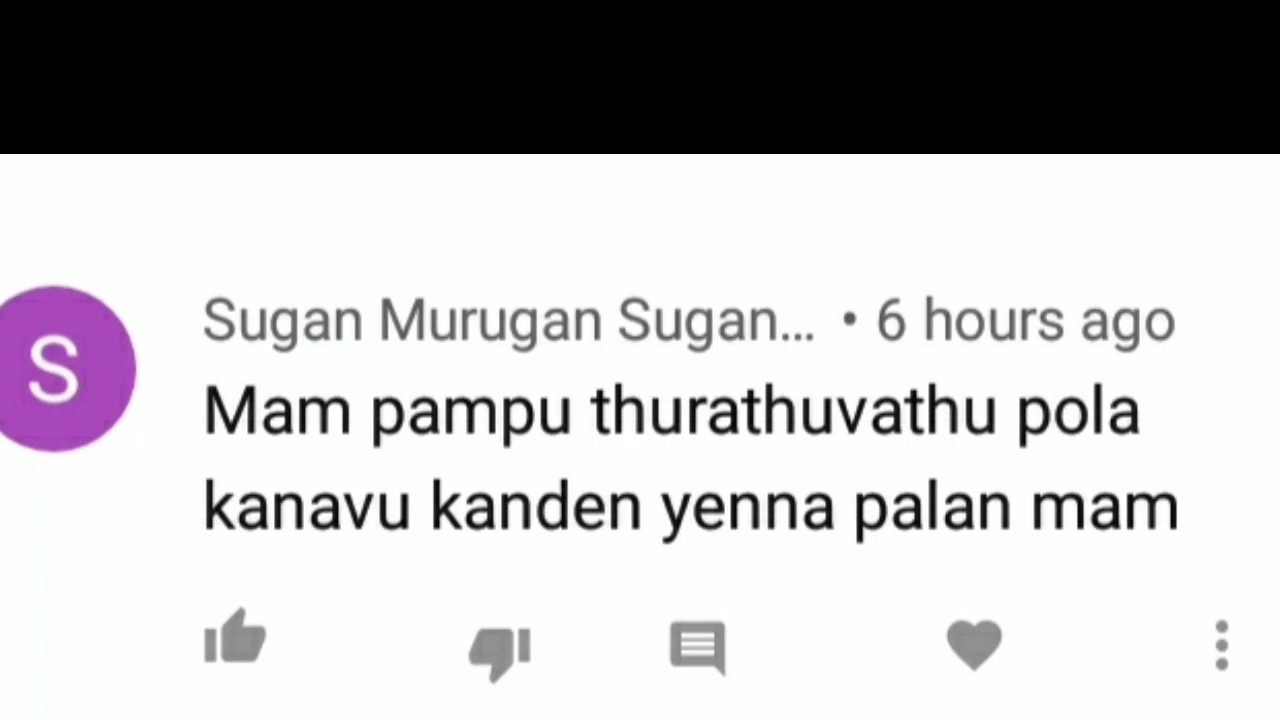 S
Sugan Murugan Sugan... • 6 hours ago
Mam pampu thurathuvathu pola
kanavu kanden yenna palan mam